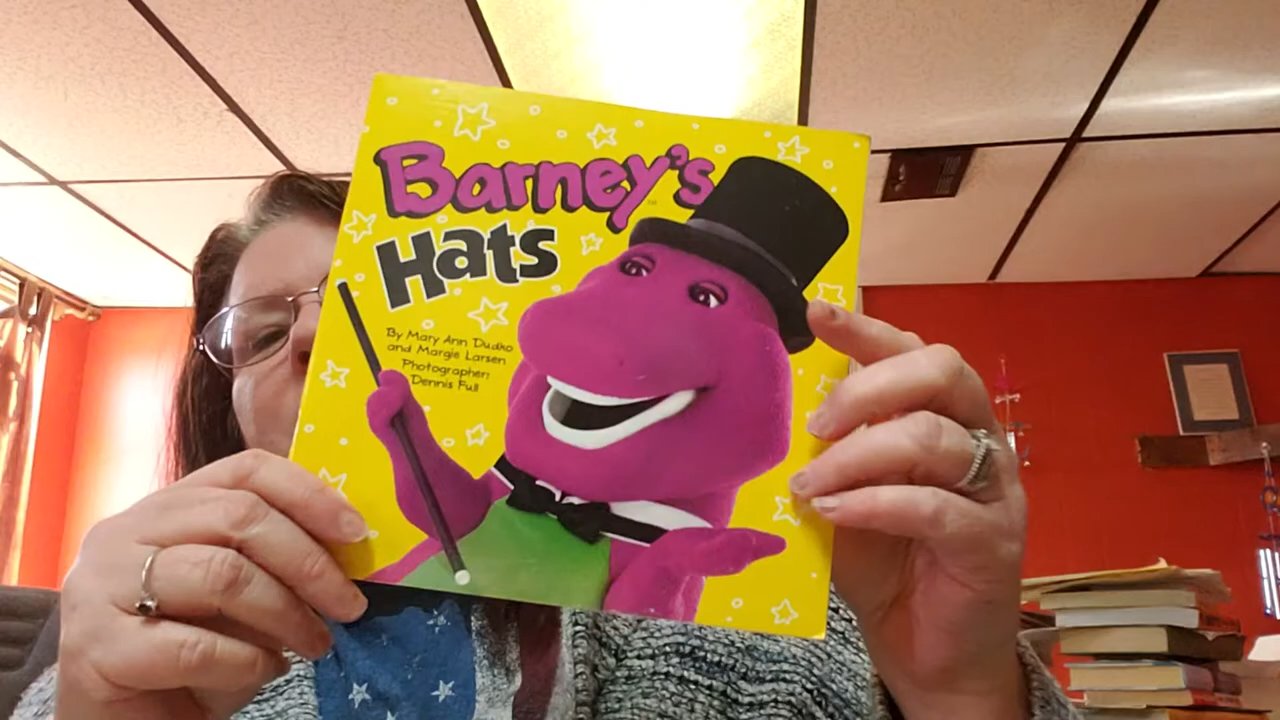 Barney's
Hats
By Mary Ann Dudko
and Margie Larsen
Photographer:
Dennis Full